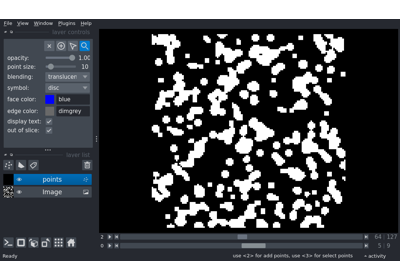 File View Window Plugins Help
layer controls
opacity: 1.00
point size: 10
blending: translucen
symbol: disc
face color: blue
edge color: dimgrey
display text:
out of slice:
layer list
points
Image
2 64 127
0 5 9
Ready use <2> for add points, use <3> for select points activity